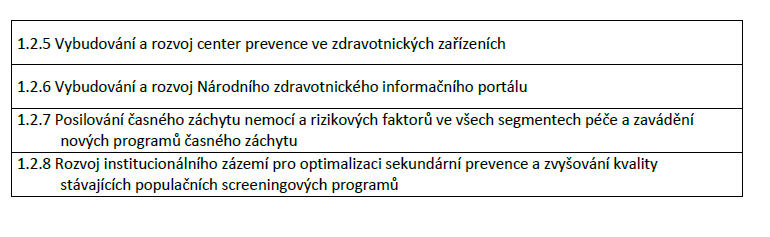 1.2.5 Vybudování a rozvoj center prevence ve zdravotnických zařízeních
1.2.6 Vybudování a rozvoj Národního zdravotnického informačního portálu
1.2.7 Posilování časného záchytu nemocí a rizikových faktorů ve všech segmentech péče a zavádění
nových programů časného záchytu
1.2.8 Rozvoj institucionálního zázemí pro optimalizaci sekundární prevence a zvyšování kvality
stávajících populačních screeningových programů